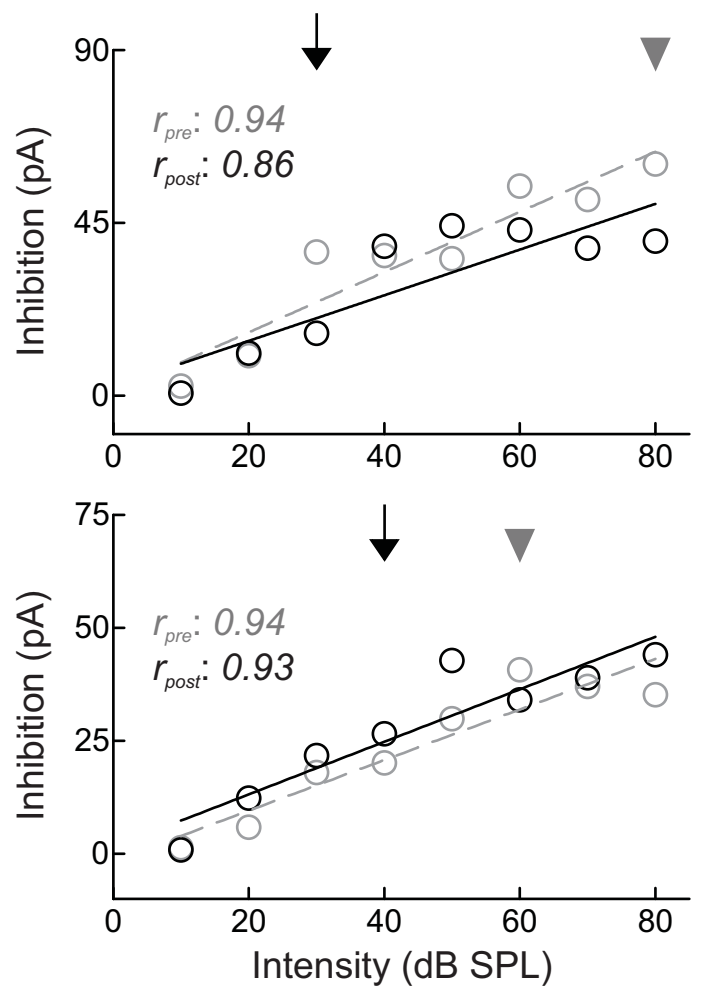 90
r_pre: 0.94
r_post: 0.86
45
0
Inhibition (pA)
0 20 40 60 80
75
r_pre: 0.94
r_post: 0.93
50
25
0
Inhibition (pA)
0 20 40 60 80
Intensity (dB SPL)